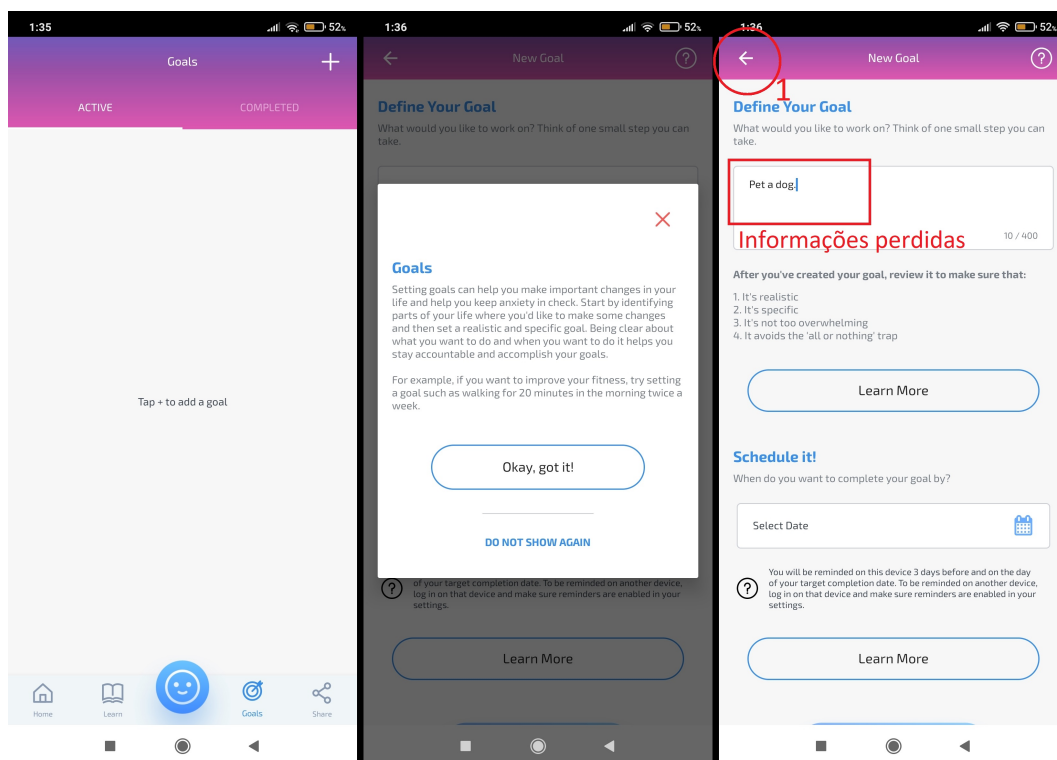 1:35
52%
Goals
+
ACTIVE
COMPLETED
Tap + to add a goal
Home
Learn
Goals
Share
1:36
52%
New Goal
?
Define Your Goal
What would you like to work on? Think of one small step you can
take.
Goals
Setting goals can help you make important changes in your
life and help you keep anxiety in check. Start by identifying
parts of your life where you'd like to make some changes
and then set a realistic and specific goal. Being clear about
what you want to do and when you want to do it helps you
stay accountable and accomplish your goals.
For example, if you want to improve your fitness, try setting
a goal such as walking for 20 minutes in the morning twice a
week.
Okay, got it!
DO NOT SHOW AGAIN
?
of your target completion date. To be reminded on another device,
log in on that device and make sure reminders are enabled in your
settings.
Learn More
1:36
52%
New Goal
?
1
Define Your Goal
What would you like to work on? Think of one small step you can
take.
Pet a dog.
Informações perdidas
10 / 400
After you've created your goal, review it to make sure that:
1. It's realistic
2. It's specific
3. It's not too overwhelming
4. It avoids the 'all or nothing' trap
Learn More
Schedule it!
When do you want to complete your goal by?
Select Date
?
You will be reminded on this device 3 days before and on the day
of your target completion date. To be reminded on another device,
log in on that device and make sure reminders are enabled in your
settings.
Learn More